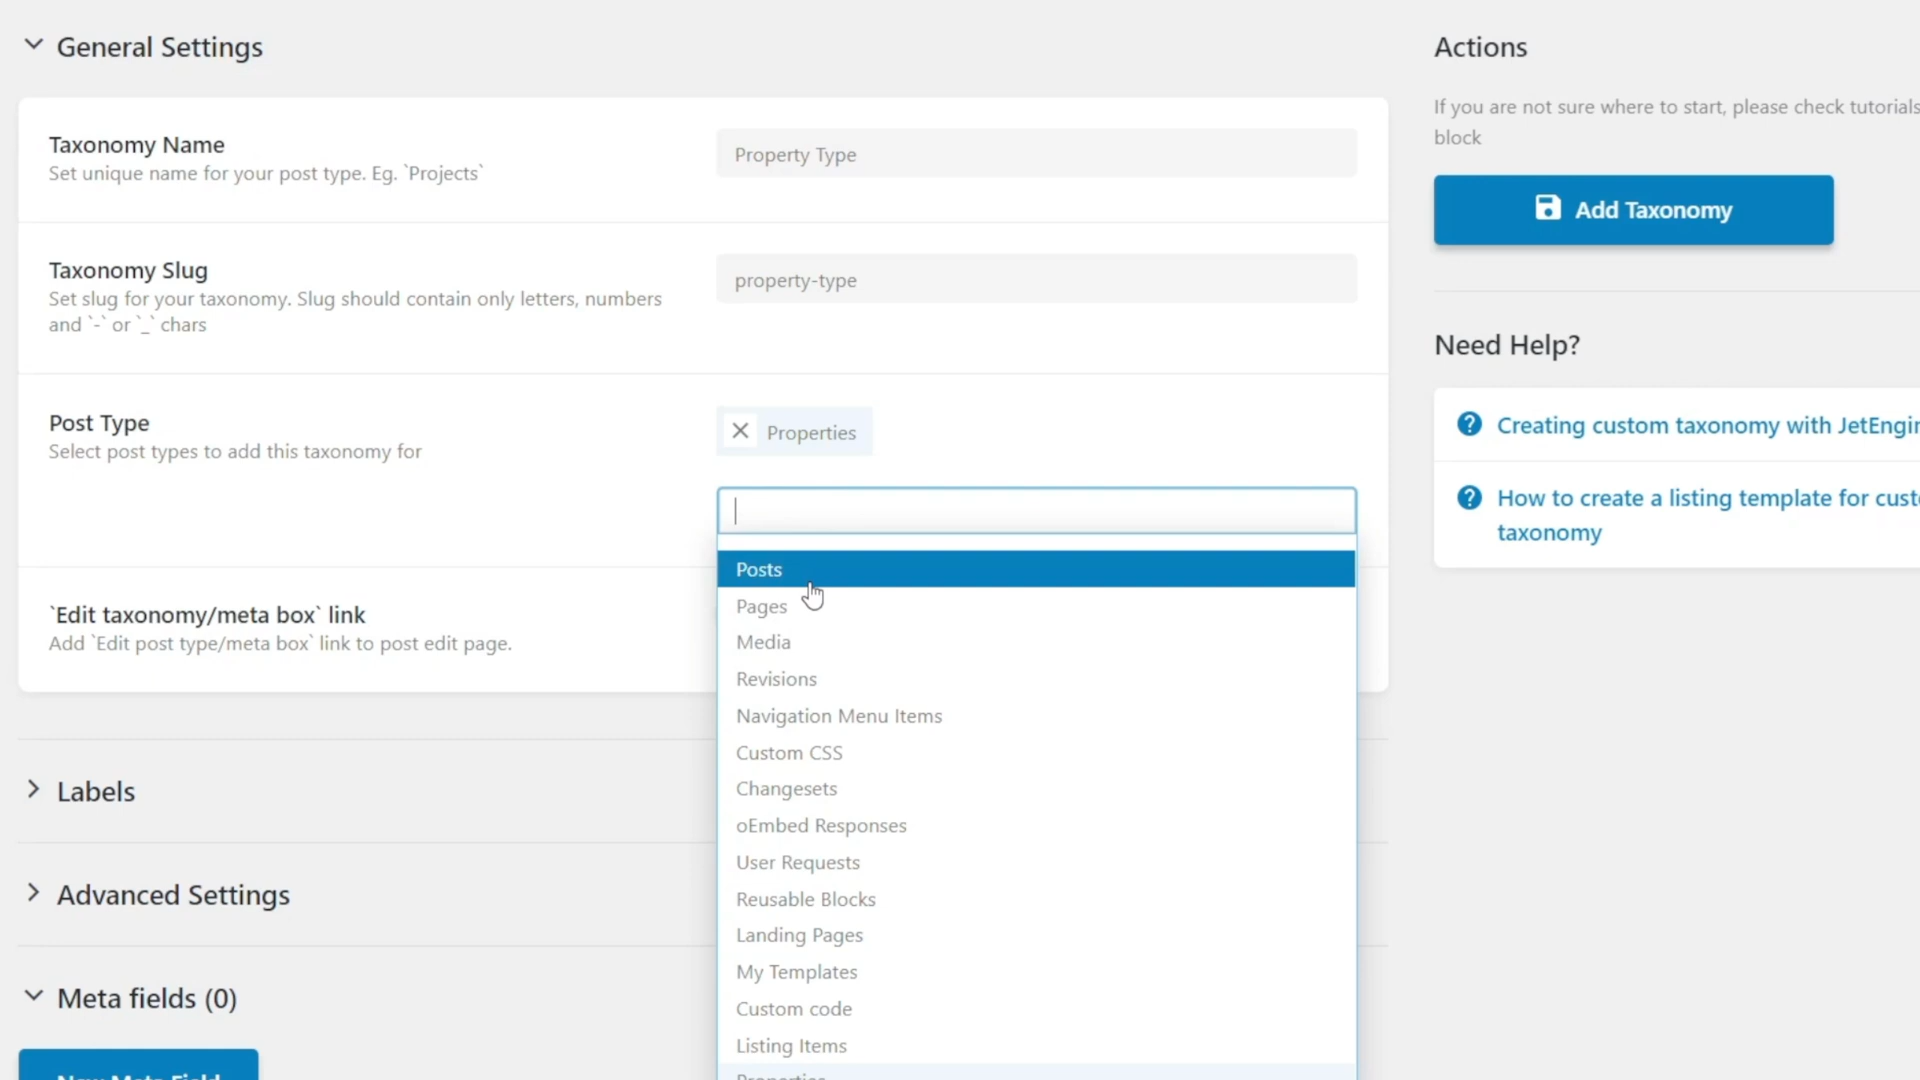 General Settings
Taxonomy Name
Set unique name for your post type. Eg. `Projects`
Property Type
Taxonomy Slug
Set slug for your taxonomy. Slug should contain only letters, numbers
and `-` or `_` chars
property-type
Post Type
Select post types to add this taxonomy for
Properties
Posts
Pages
Media
Revisions
Navigation Menu Items
Custom CSS
Changesets
oEmbed Responses
User Requests
Reusable Blocks
Landing Pages
My Templates
Custom code
Listing Items
Properties
`Edit taxonomy/meta box` link
Add `Edit post type/meta box` link to post edit page.
Labels
Advanced Settings
Meta fields (0)
New Meta Field
Actions
If you are not sure where to start, please check tutorials
block
Add Taxonomy
Need Help?
Creating custom taxonomy with JetEngin
How to create a listing template for cust
taxonomy